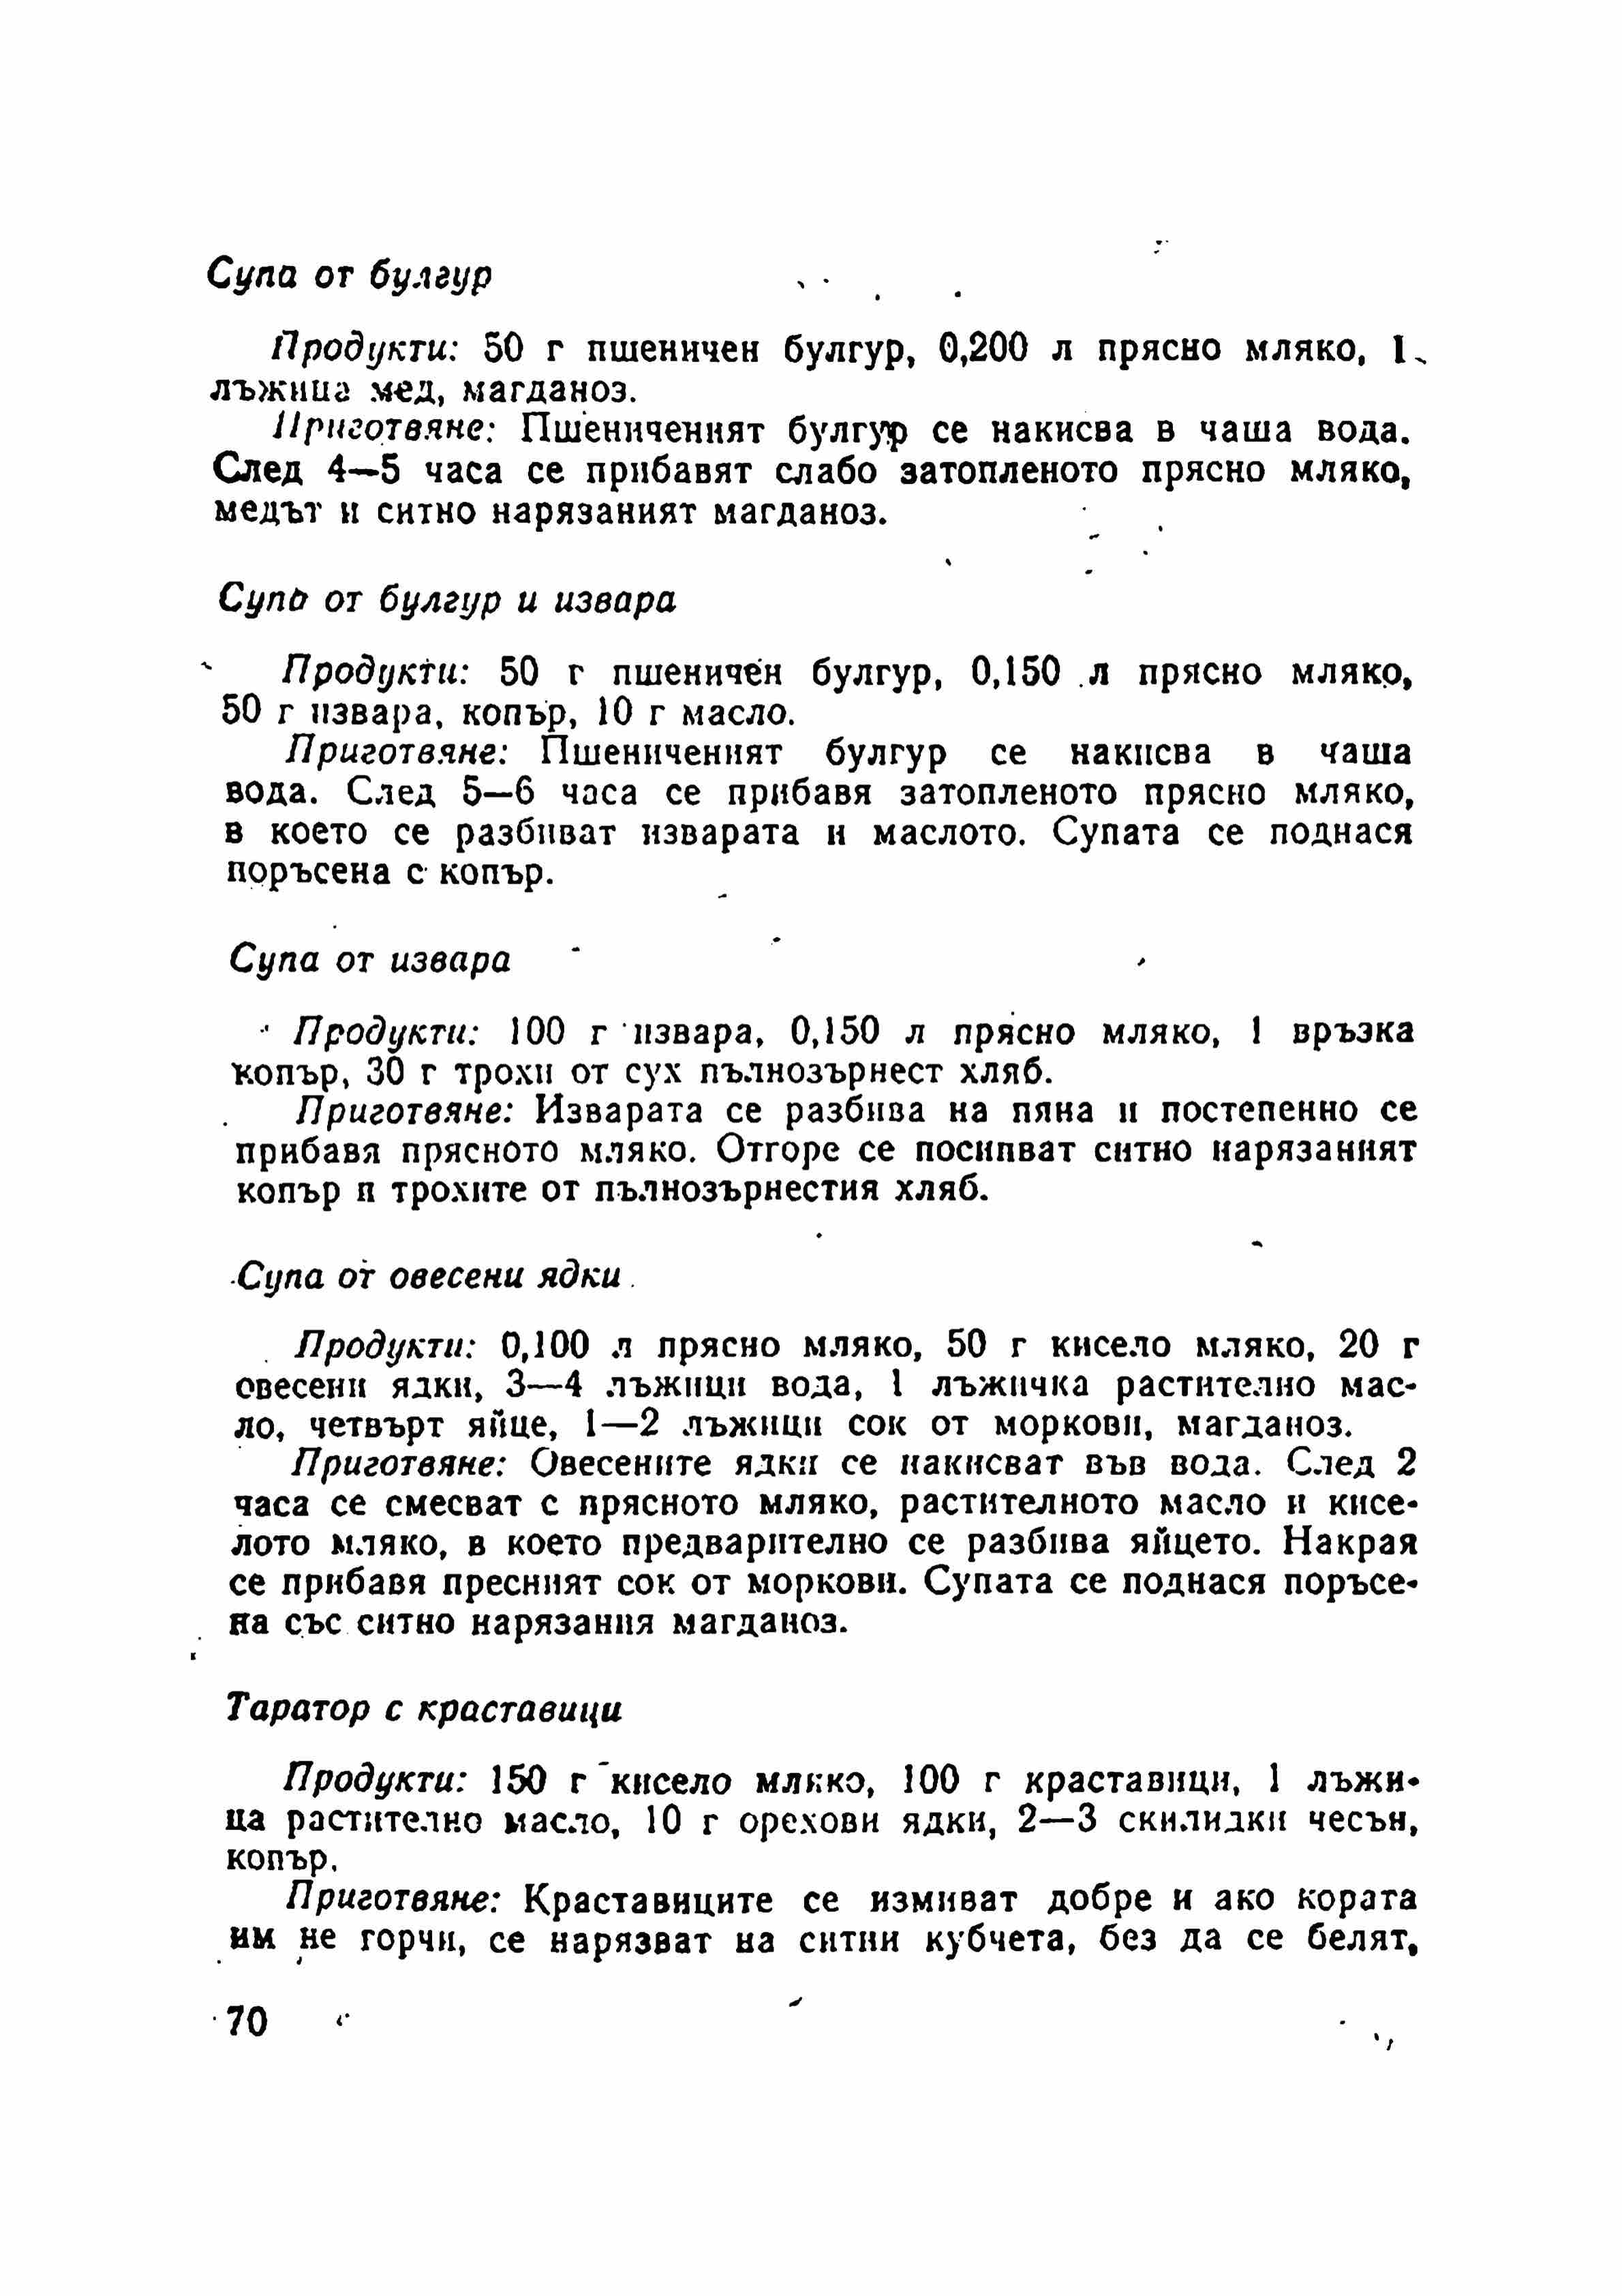 Супа от булгур
Продукти: 50 г пшеничен булгур, 0,200 л прясно мляко, 1
лъжица мед, магданоз.
Приготвяне: Пшениченият булгур се накисва в чаша вода.
След 4—5 часа се прибавят слабо затопленото прясно мляко,
медът и ситно нарязаният магданоз.
Супа от булгур и извара
Продукти: 50 г пшеничен булгур, 0,150 л прясно мляко,
50 г извара, копър, 10 г масло.
Приготвяне: Пшениченият булгур се накисва в чаша
вода. След 5—6 часа се прибавя затопленото прясно мляко,
в което се разбиват изварата и маслото. Супата се поднася
поръсена с копър.
Супа от извара
Продукти: 100 г извара, 0,150 л прясно мляко, 1 връзка
копър, 30 г трохи от сух пълнозърнест хляб.
Приготвяне: Изварата се разбива на пяна и постепенно се
прибавя прясното мляко. Отгоре се посипват ситно нарязаният
копър и трохите от пълнозърнестия хляб.
Супа от овесени ядки
Продукти: 0,100 л прясно мляко, 50 г кисело мляко, 20 г
овесени ядки, 3—4 лъжици вода, 1 лъжичка растително мас-
ло, четвърт яйце, 1—2 лъжици сок от моркови, магданоз.
Приготвяне: Овесените ядки се накисват във вода. След 2
часа се смесват с прясното мляко, растителното масло и кисе-
лото мляко, в което предварително се разбива яйцето. Накрая
се прибавя пресният сок от моркови. Супата се поднася поръсе-
на със ситно нарязания магданоз.
Таратор с краставици
Продукти: 150 г кисело мляко, 100 г краставици, 1 лъжи-
ца растително масло, 10 г орехови ядки, 2—3 скилидки чесън,
копър.
Приготвяне: Краставиците се измиват добре и ако кората
им не горчи, се нарязват на ситни кубчета, без да се белят,
70